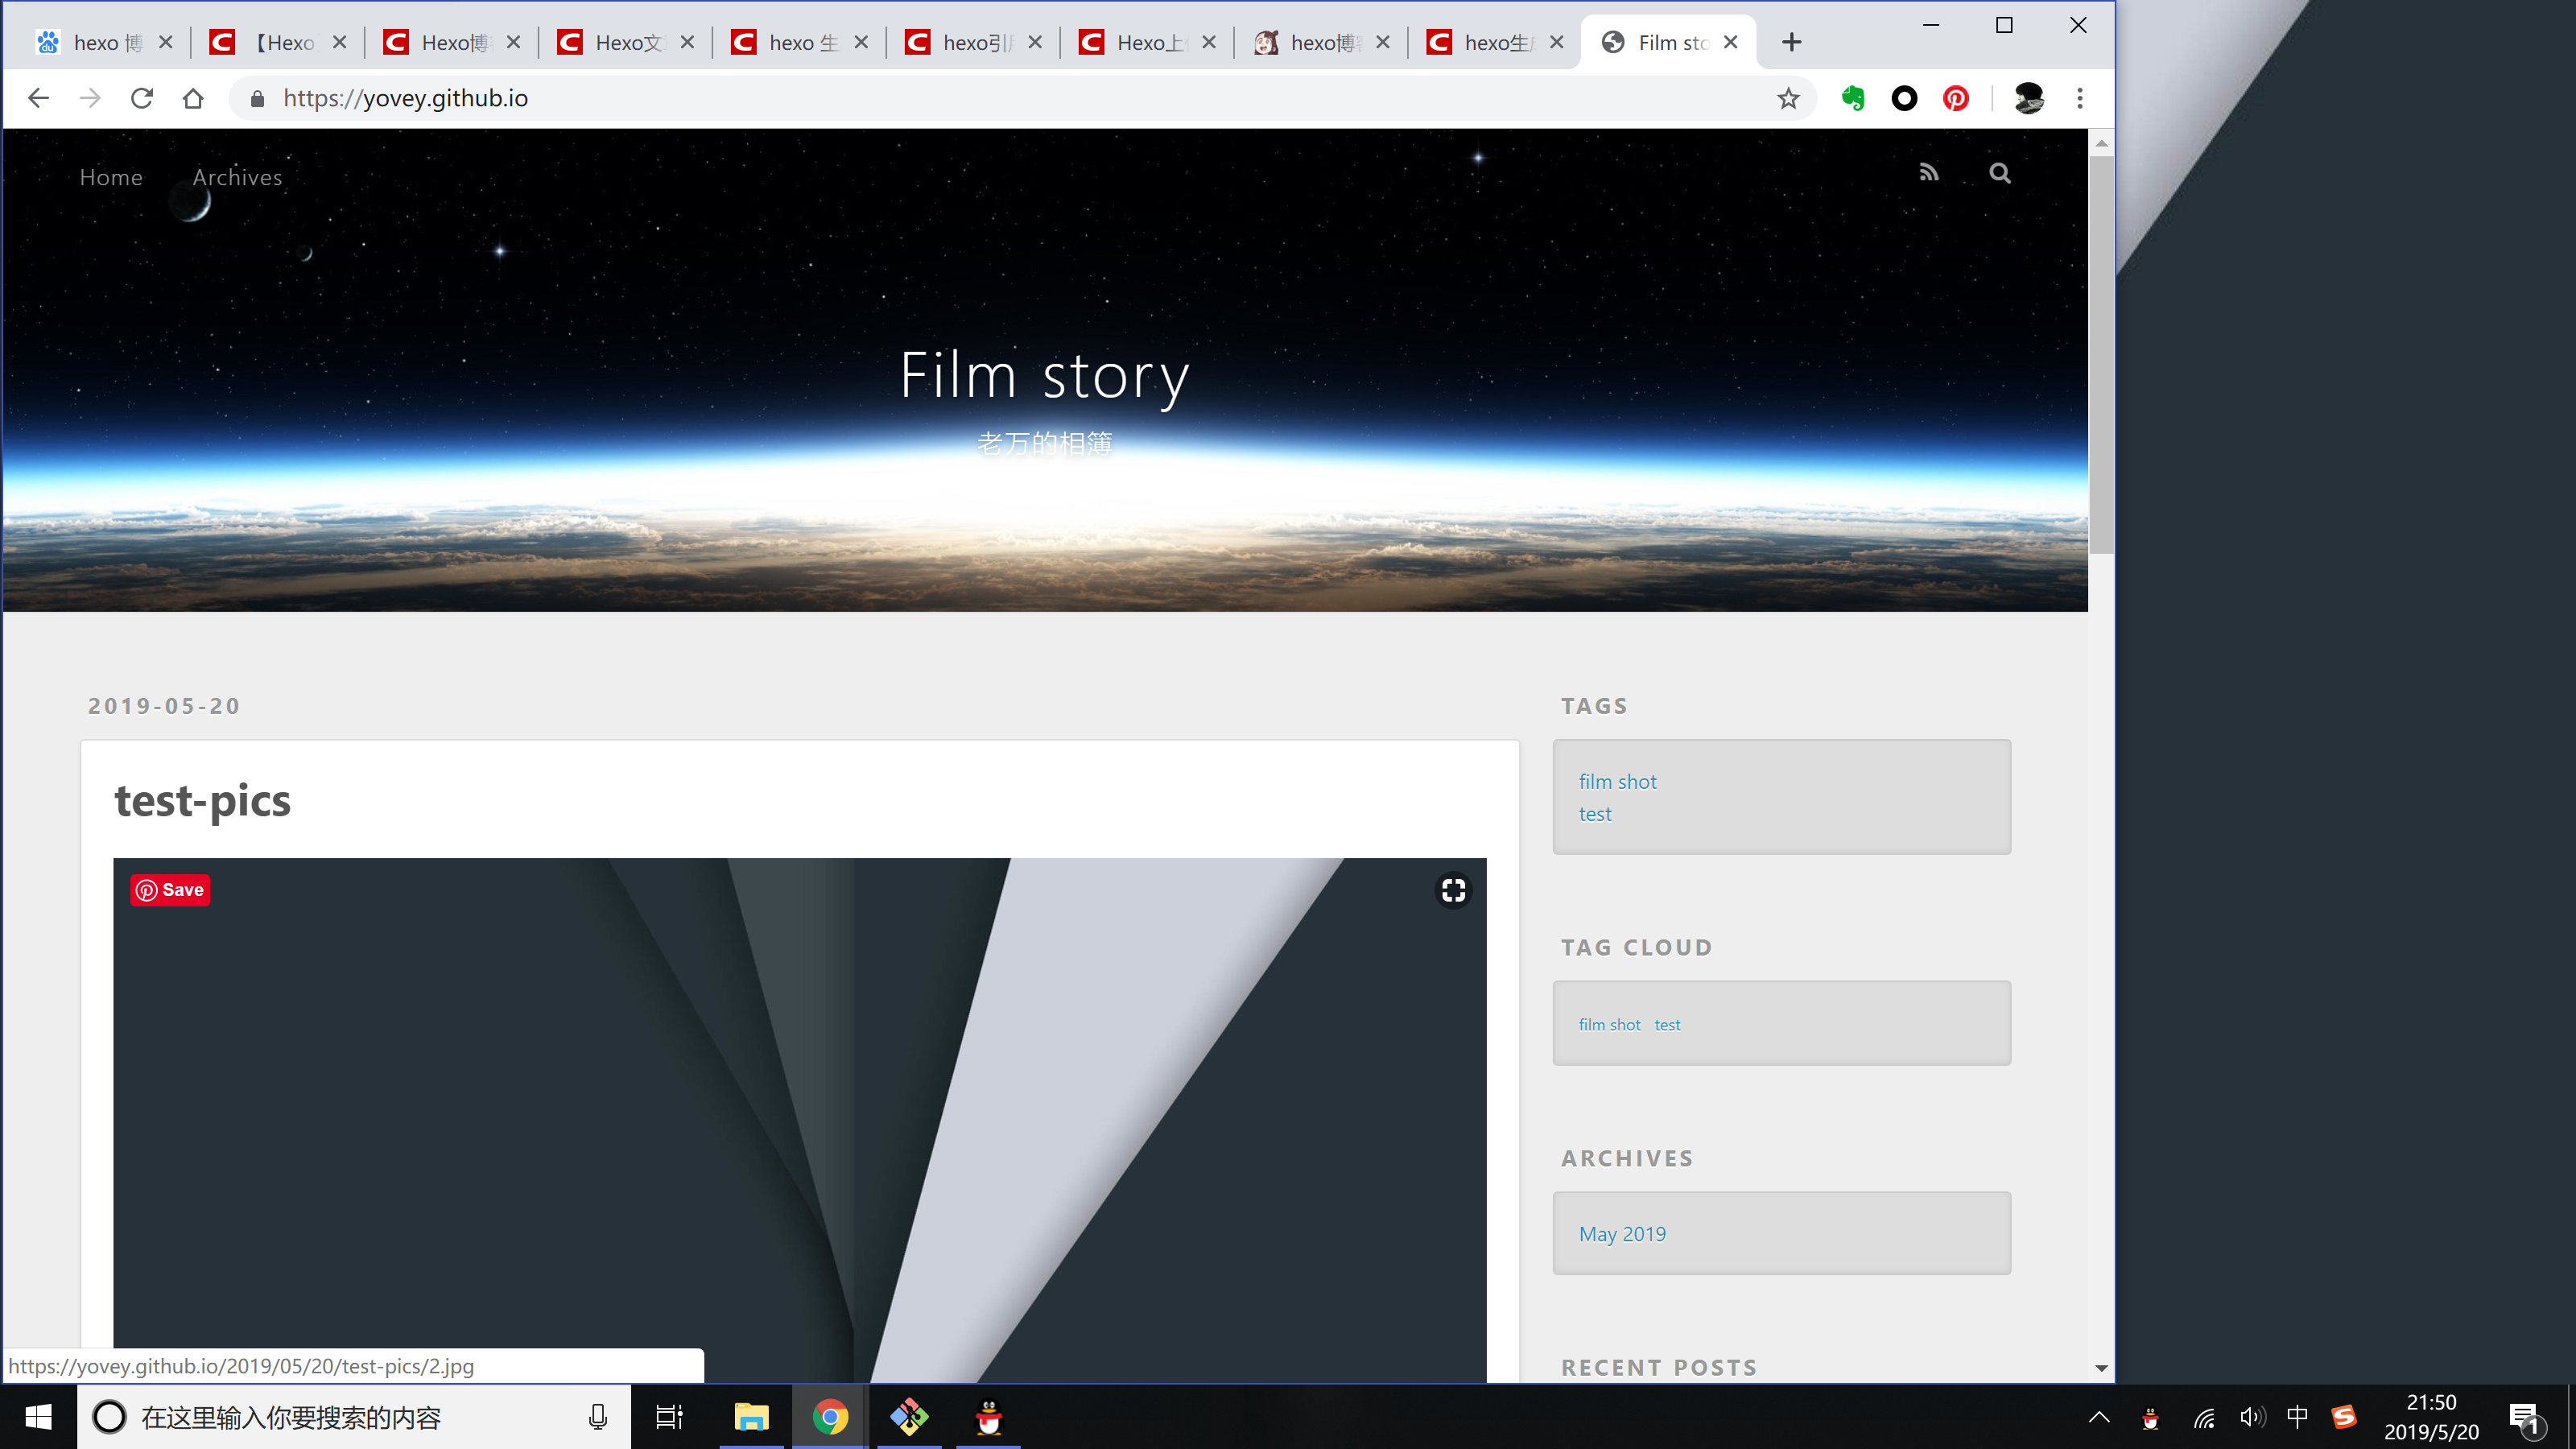 hexo 博
【Hexo
Hexo博
Hexo文
hexo 生
hexo引
Hexo上
hexo博
hexo生
Film sto
https://yovey.github.io
Home
Archives
Film story
老万的相簿
2019-05-20
test-pics
Save
TAGS
film shot
test
TAG CLOUD
film shot test
ARCHIVES
May 2019
RECENT POSTS
https://yovey.github.io/2019/05/20/test-pics/2.jpg
在这里输入你要搜索的内容
中
21:50
2019/5/20
1